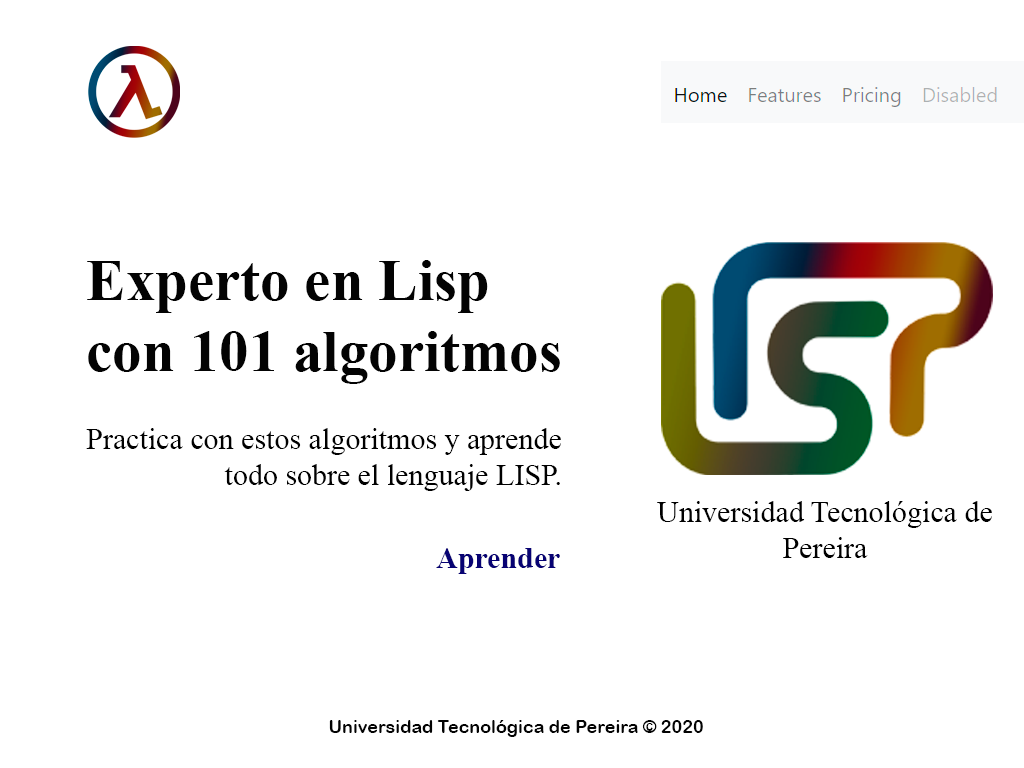 λ
Home Features Pricing Disabled
Experto en Lisp
con 101 algoritmos
Practica con estos algoritmos y aprende
todo sobre el lenguaje LISP.
Aprender
LISP
Universidad Tecnológica de
Pereira
Universidad Tecnológica de Pereira © 2020